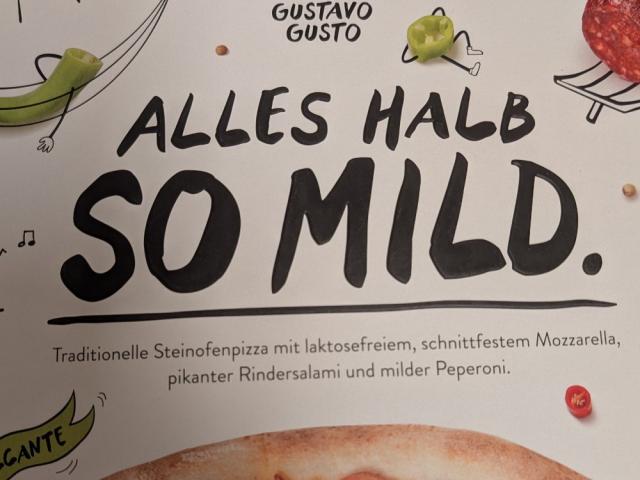 GUSTAVO
GUSTO
ALLES HALB
SO MILD.
Traditionelle Steinofenpizza mit laktosefreiem, schnittfestem Mozzarella,
pikanter Rindersalami und milder Peperoni.